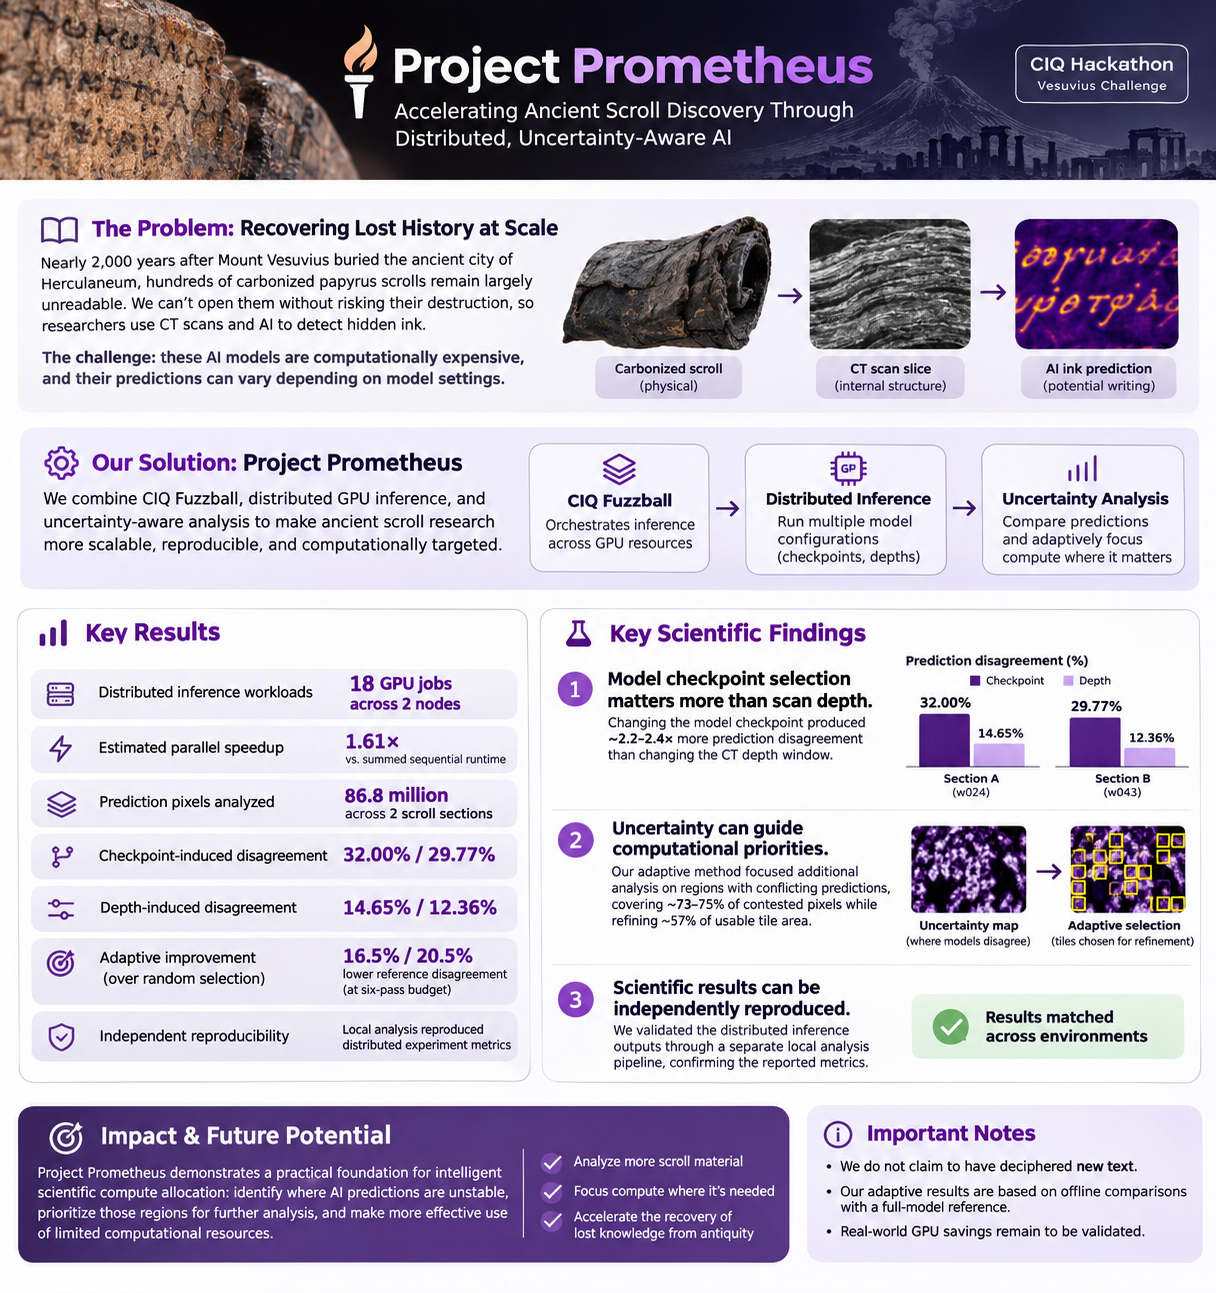 Project Prometheus
Accelerating Ancient Scroll Discovery Through
Distributed, Uncertainty-Aware AI
CIQ Hackathon
Vesuvius Challenge
The Problem: Recovering Lost History at Scale
Nearly 2,000 years after Mount Vesuvius buried the ancient city of
Herculaneum, hundreds of carbonized papyrus scrolls remain largely
unreadable. We can't open them without risking their destruction, so
researchers use CT scans and AI to detect hidden ink.
The challenge: these AI models are computationally expensive,
and their predictions can vary depending on model settings.
Carbonized scroll
(physical)
CT scan slice
(internal structure)
AI ink prediction
(potential writing)
Our Solution: Project Prometheus
We combine CIQ Fuzzball, distributed GPU inference, and
uncertainty-aware analysis to make ancient scroll research
more scalable, reproducible, and computationally targeted.
CIQ Fuzzball
Orchestrates inference
across GPU resources
GP
Distributed Inference
Run multiple model
configurations
(checkpoints, depths)
Uncertainty Analysis
Compare predictions
and adaptively focus
compute where it matters
Key Results
Distributed inference workloads
18 GPU jobs
across 2 nodes
Estimated parallel speedup
1.61×
vs. summed sequential runtime
Prediction pixels analyzed
86.8 million
across 2 scroll sections
Checkpoint-induced disagreement
32.00% / 29.77%
Depth-induced disagreement
14.65% / 12.36%
Adaptive improvement
(over random selection)
16.5% / 20.5%
lower reference disagreement
(at six-pass budget)
Independent reproducibility
Local analysis reproduced
distributed experiment metrics
Key Scientific Findings
1
Model checkpoint selection
matters more than scan depth.
Changing the model checkpoint produced
~2.2–2.4× more prediction disagreement
than changing the CT depth window.
Prediction disagreement (%)
Checkpoint
Depth
32.00%
14.65%
29.77%
12.36%
Section A
(w024)
Section B
(w043)
2
Uncertainty can guide
computational priorities.
Our adaptive method focused additional
analysis on regions with conflicting predictions,
covering ~73–75% of contested pixels while
refining ~57% of usable tile area.
Uncertainty map
(where models disagree)
Adaptive selection
(tiles chosen for refinement)
3
Scientific results can be
independently reproduced.
We validated the distributed inference
outputs through a separate local analysis
pipeline, confirming the reported metrics.
Results matched
across environments
Impact & Future Potential
Project Prometheus demonstrates a practical foundation for intelligent
scientific compute allocation: identify where AI predictions are unstable,
prioritize those regions for further analysis, and make more effective use
of limited computational resources.
Analyze more scroll material
Focus compute where it's needed
Accelerate the recovery of
lost knowledge from antiquity
Important Notes
• We do not claim to have deciphered new text.
• Our adaptive results are based on offline comparisons
with a full-model reference.
• Real-world GPU savings remain to be validated.